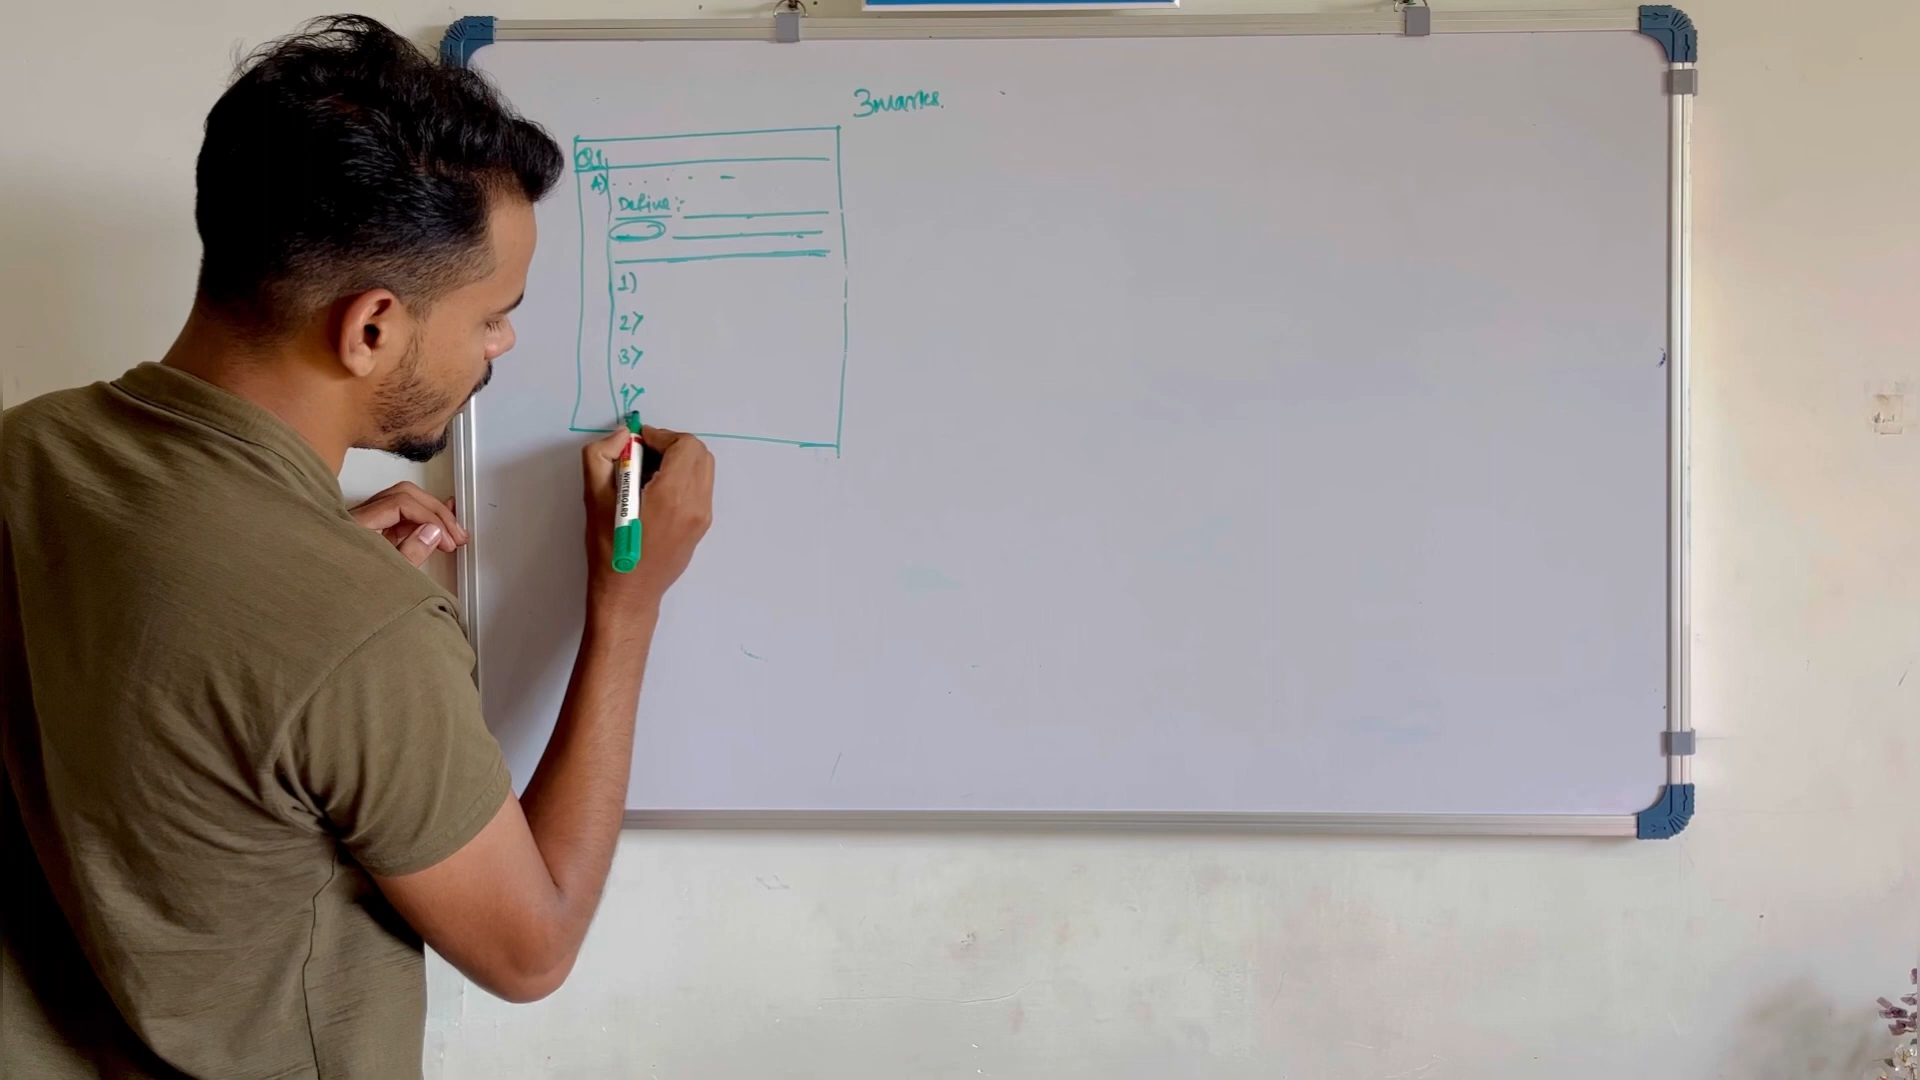 3marks.
Q1
A)
Define :-
1)
2>
3>
4>
WHITEBOARD